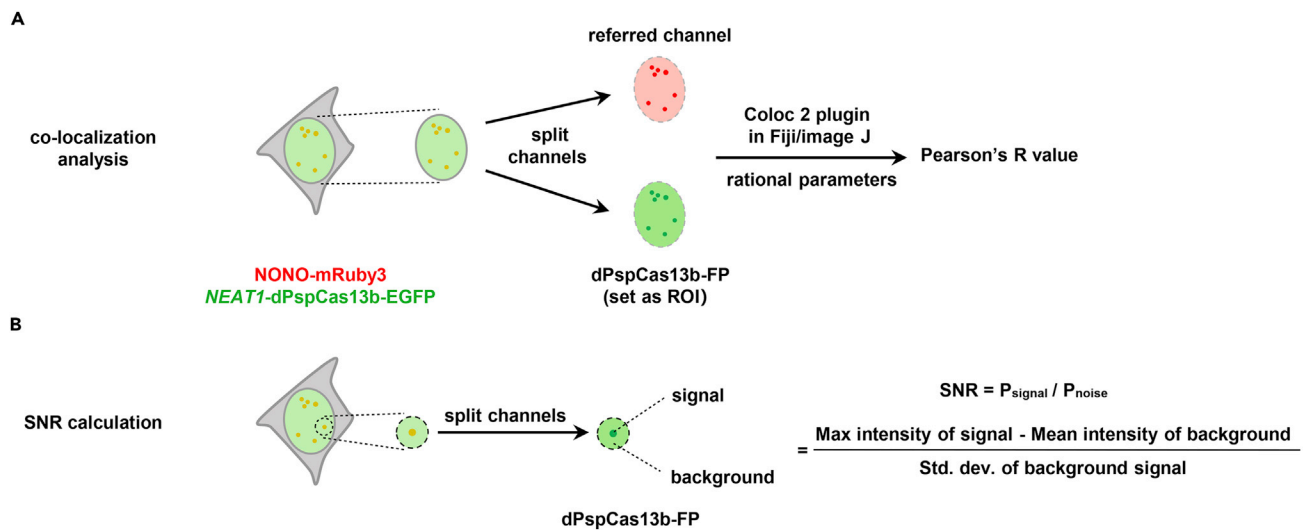 A
co-localization
analysis
NONO-mRuby3
NEAT1-dPspCas13b-EGFP
split
channels
referred channel
dPspCas13b-FP
(set as ROI)
Coloc 2 plugin
in Fiji/image J
rational parameters
Pearson's R value
B
SNR calculation
split channels
signal
background
dPspCas13b-FP
SNR = Psignal / Pnoise
= Max intensity of signal - Mean intensity of background
Std. dev. of background signal